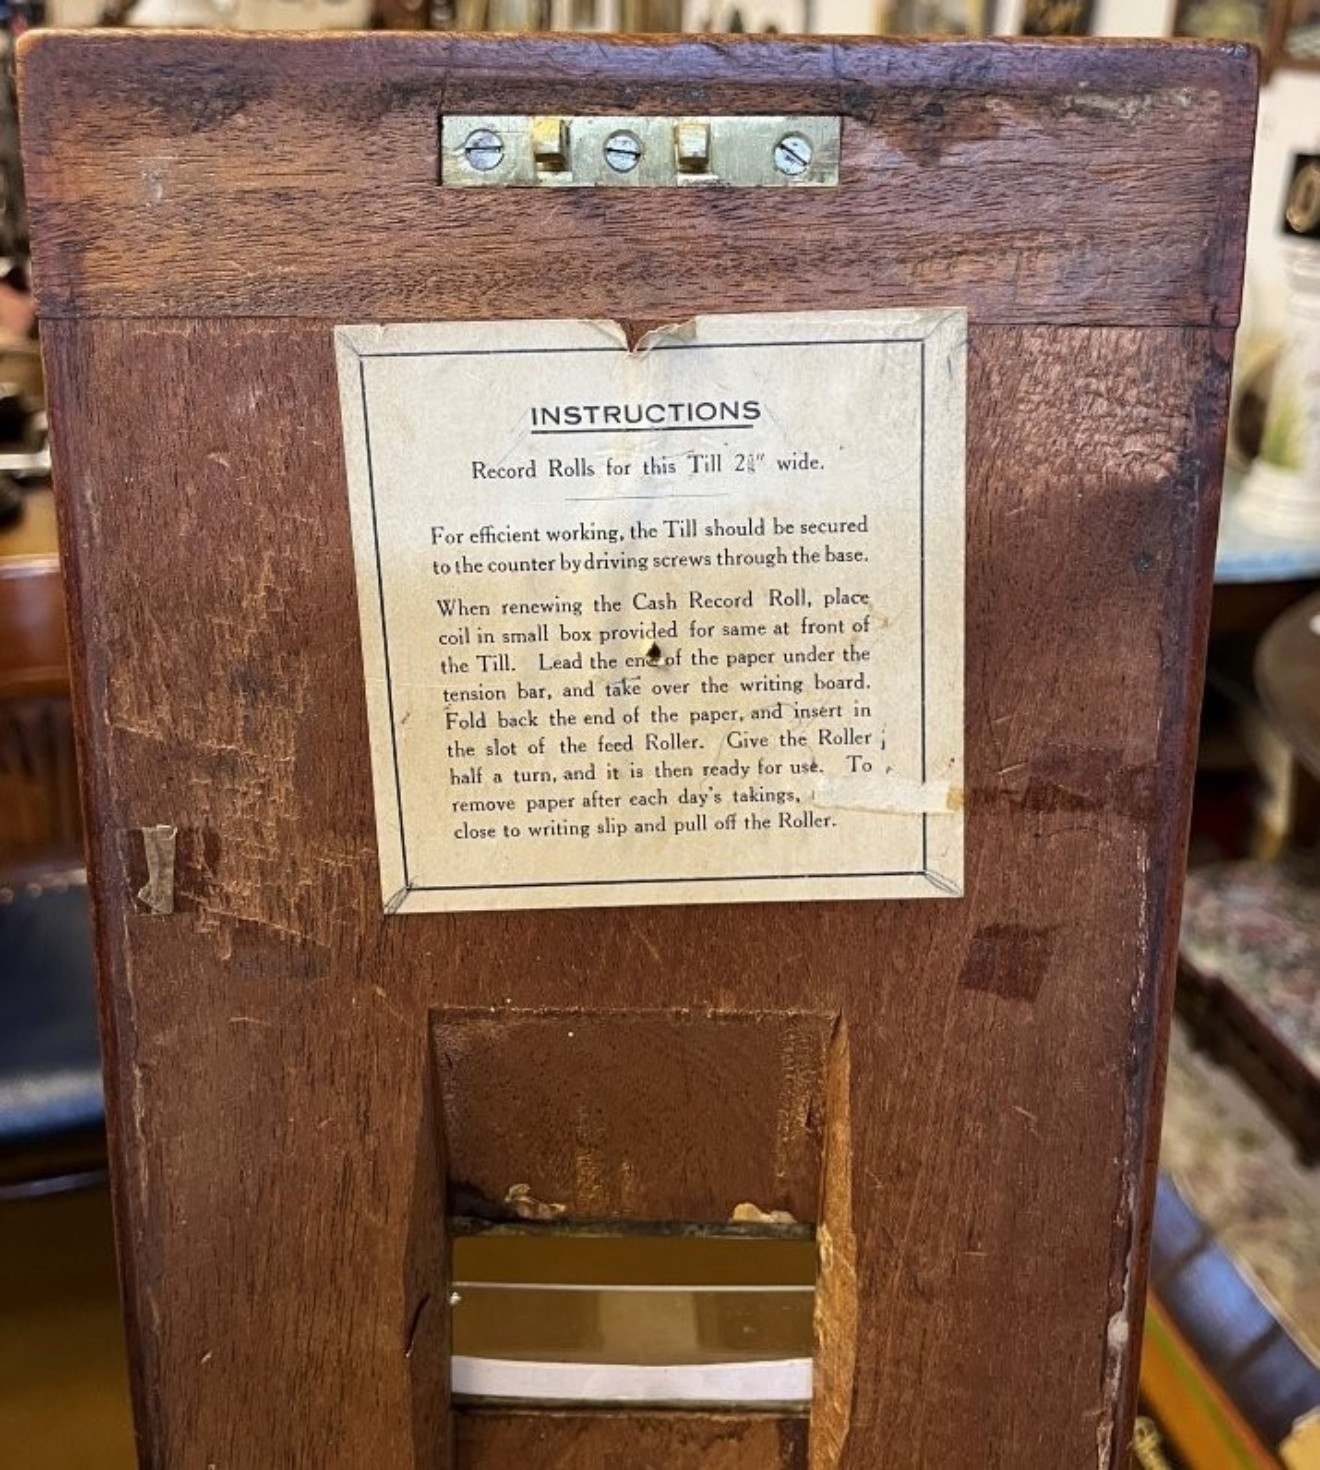 INSTRUCTIONS
Record Rolls for this Till wide.
For efficient working, the Till should be secured
to the counter by driving screws through the base.
When renewing the Cash Record Roll, place
coil in small box provided for same at front of
the Till. Lead the end of the paper under the
tension bar, and take over the writing board.
Fold back the end of the paper, and insert in
the slot of the feed Roller. Give the Roller
half a turn, and it is then ready for use. To
remove paper after each day's takings,
close to writing slip and pull off the Roller.